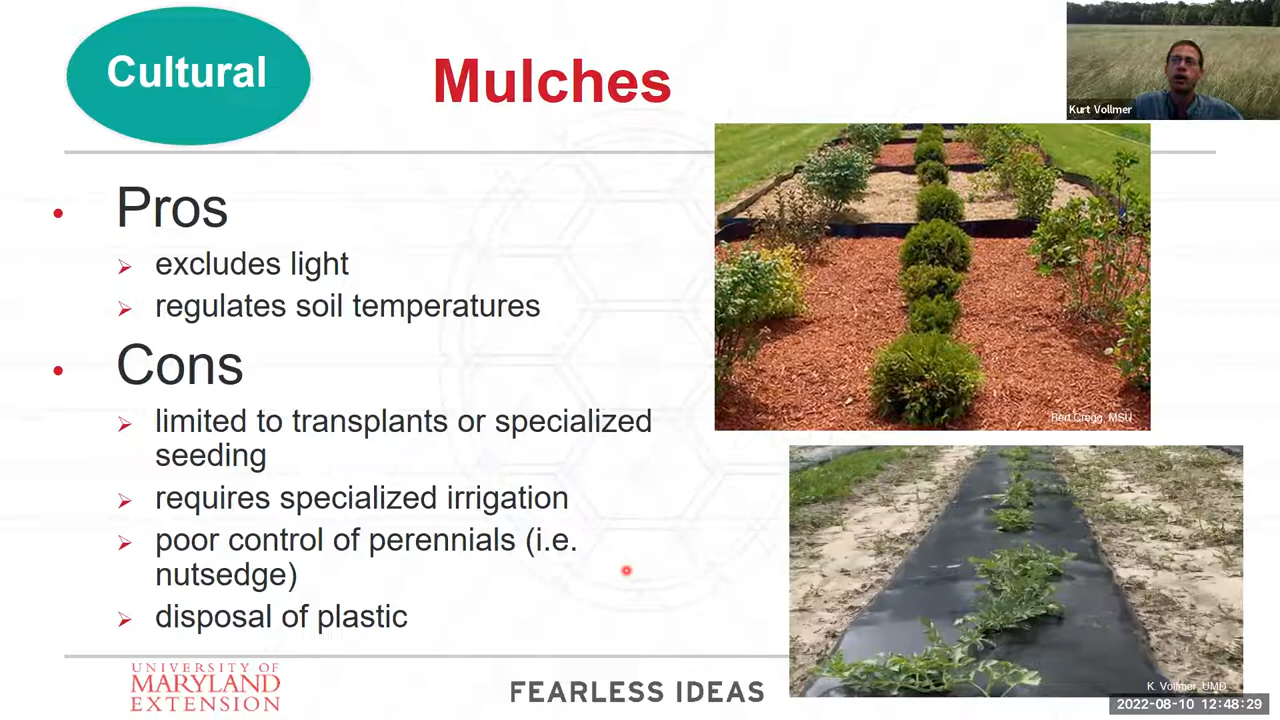 Cultural
Mulches
Kurt Vollmer
• Pros
➢ excludes light
➢ regulates soil temperatures
• Cons
➢ limited to transplants or specialized
seeding
➢ requires specialized irrigation
➢ poor control of perennials (i.e.
nutsedge)
➢ disposal of plastic
Bert Cregg, MSU
K. Vollmer, UMD
UNIVERSITY OF
MARYLAND
EXTENSION
FEARLESS IDEAS
2022-08-10 12:48:29